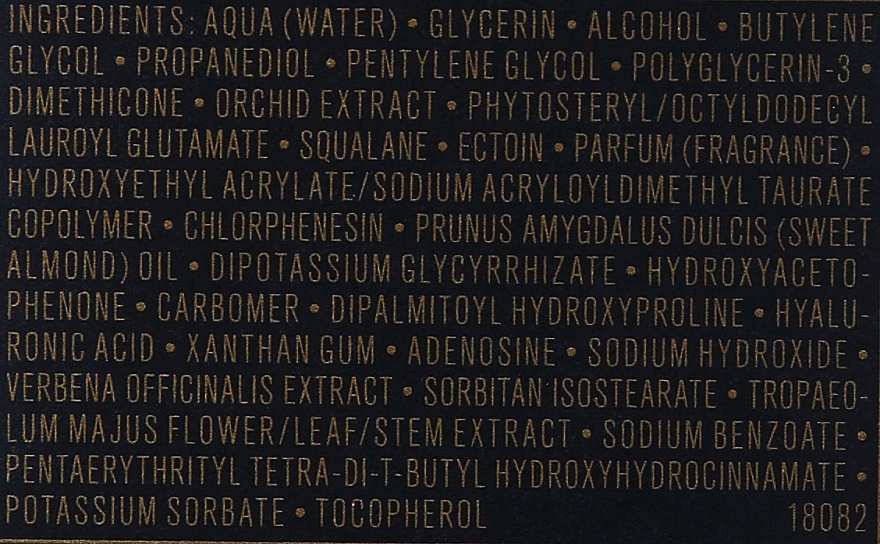 INGREDIENTS: AQUA (WATER) • GLYCERIN • ALCOHOL • BUTYLENE
GLYCOL • PROPANEDIOL • PENTYLENE GLYCOL • POLYGLYCERIN-3 •
DIMETHICONE • ORCHID EXTRACT • PHYTOSTERYL/OCTYLDODECYL
LAUROYL GLUTAMATE • SQUALANE • ECTOIN • PARFUM (FRAGRANCE) •
HYDROXYETHYL ACRYLATE/SODIUM ACRYLOYLDIMETHYL TAURATE
COPOLYMER • CHLORPHENESIN • PRUNUS AMYGDALUS DULCIS (SWEET
ALMOND) OIL • DIPOTASSIUM GLYCYRRHIZATE • HYDROXYACETO-
PHENONE • CARBOMER • DIPALMITOYL HYDROXYPROLINE • HYALU-
RONIC ACID • XANTHAN GUM • ADENOSINE • SODIUM HYDROXIDE •
VERBENA OFFICINALIS EXTRACT • SORBITAN ISOSTEARATE • TROPAEO-
LUM MAJUS FLOWER/LEAF/STEM EXTRACT • SODIUM BENZOATE •
PENTAERYTHRITYL TETRA-DI-T-BUTYL HYDROXYHYDROCINNAMATE •
POTASSIUM SORBATE • TOCOPHEROL 18082